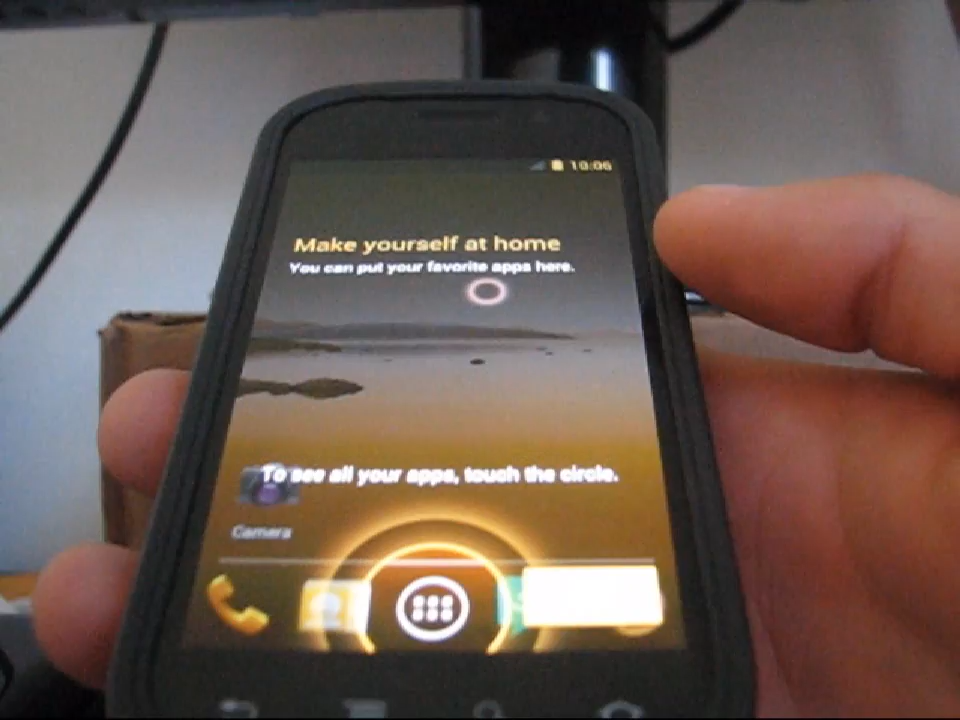 10:06
Make yourself at home
You can put your favorite apps here.
To see all your apps, touch the circle.
Camera